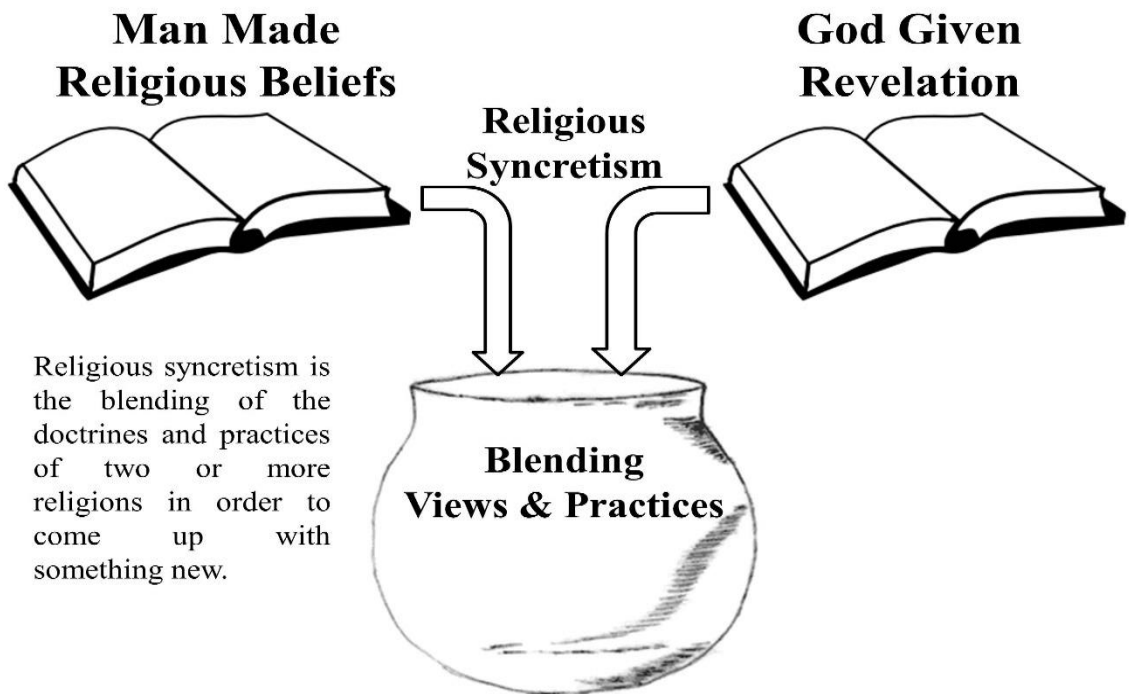 Man Made
Religious Beliefs
God Given
Revelation
Religious
Syncretism
Religious syncretism is
the blending of the
doctrines and practices
of two or more
religions in order to
come up with
something new.
Blending
Views & Practices